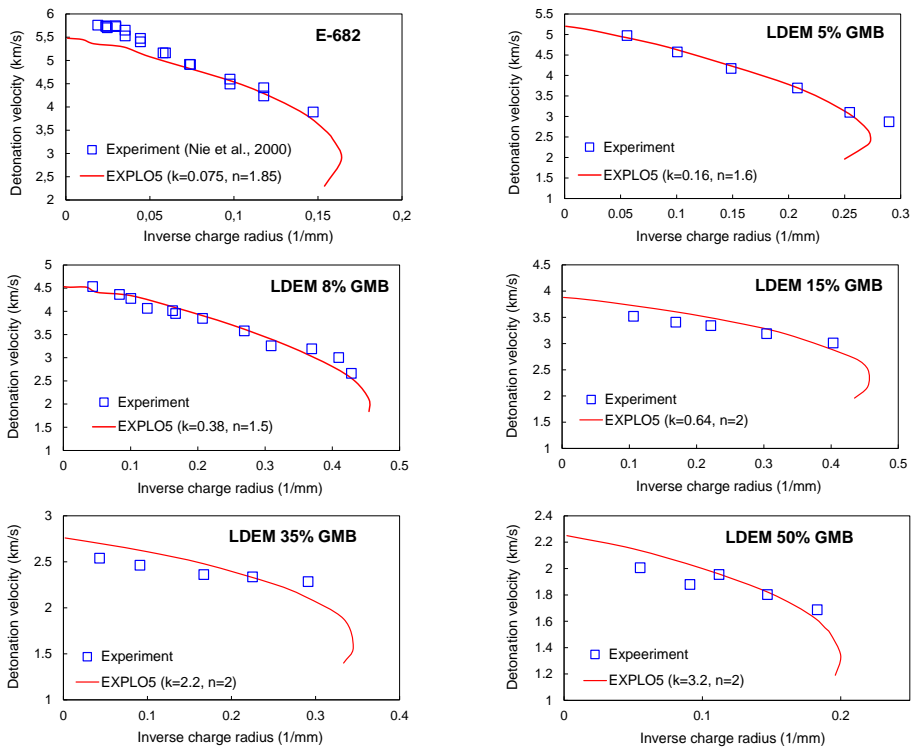 E-682
Detonation velocity (km/s)
6
5,5
5
4,5
4
3,5
3
2,5
2
Experiment (Nie et al., 2000)
EXPLO5 (k=0.075, n=1.85)
0 0,05 0,1 0,15 0,2
Inverse charge radius (1/mm)
LDEM 5% GMB
Detonation velocity (km/s)
5.5
5
4.5
4
3.5
3
2.5
2
1.5
1
Experiment
EXPLO5 (k=0.16, n=1.6)
0 0.05 0.1 0.15 0.2 0.25 0.3
Inverse charge radius (1/mm)
LDEM 8% GMB
Detonation velocity (km/s)
5
4.5
4
3.5
3
2.5
2
1.5
1
Experiment
EXPLO5 (k=0.38, n=1.5)
0 0.1 0.2 0.3 0.4 0.5
Inverse charge radius (1/mm)
LDEM 15% GMB
Detonation velocity (km/s)
4.5
4
3.5
3
2.5
2
1.5
1
Experiment
EXPLO5 (k=0.64, n=2)
0 0.1 0.2 0.3 0.4 0.5
Inverse charge radius (1/mm)
LDEM 35% GMB
Detonation velocity (km/s)
3
2.5
2
1.5
1
Experiment
EXPLO5 (k=2.2, n=2)
0 0.1 0.2 0.3 0.4
Inverse charge radius (1/mm)
LDEM 50% GMB
Detonation velocity (km/s)
2.4
2.2
2
1.8
1.6
1.4
1.2
1
Expeeriment
EXPLO5 (k=3.2, n=2)
0 0.1 0.2
Inverse charge radius (1/mm)